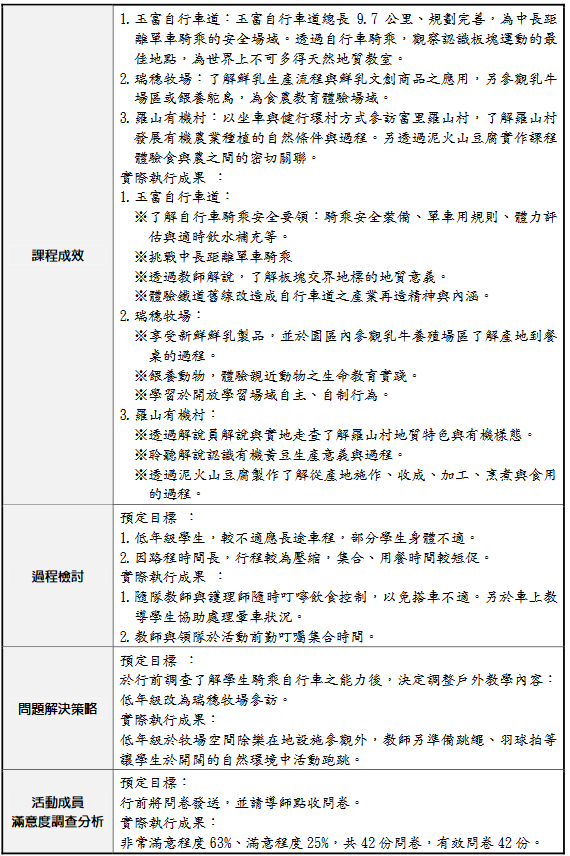 課程成效
1. 玉富自行車道：玉富自行車道總長 9.7 公里、規劃完善，為中長距
離單車騎乘的安全場域。透過自行車騎乘，觀察認識板塊運動的最
佳地點，為世界上不可多得天然地質教室。
2. 瑞穗牧場：了解鮮乳生產流程與鮮乳文創商品之應用，另參觀乳牛
場區或餵養鴕鳥，為食農教育體驗場域。
3. 羅山有機村：以坐車與健行環村方式參訪富里羅山村，了解羅山村
發展有機農業種植的自然條件與過程。另透過泥火山豆腐實作課程
體驗食與農之間的密切關聯。
實際執行成果 ：
1. 玉富自行車道：
※了解自行車騎乘安全要領：騎乘安全裝備、單車用規則、體力評
估與適時飲水補充等。
※挑戰中長距離單車騎乘
※透過教師解說，了解板塊交界地標的地質意義。
※體驗鐵道舊線改造成自行車道之產業再造精神與內涵。
2. 瑞穗牧場：
※享受新鮮鮮乳製品，並於園區內參觀乳牛養殖場區了解產地到餐
桌的過程。
※餵養動物，體驗親近動物之生命教育實踐。
※學習於開放學習場域自主、自制行為。
3. 羅山有機村：
※透過解說員解說與實地走查了解羅山村地質特色與有機樣態。
※聆聽解說認識有機黃豆生產意義與過程。
※透過泥火山豆腐製作了解從產地施作、收成、加工、烹煮與食用
的過程。
過程檢討
預定目標 ：
1. 低年級學生，較不適應長途車程，部分學生身體不適。
2. 因路程時間長，行程較為壓縮，集合、用餐時間較短促。
實際執行成果 ：
1. 隨隊教師與護理師隨時叮嚀飲食控制，以免搭車不適。另於車上教
導學生協助處理暈車狀況。
2. 教師與領隊於活動前勤叮囑集合時間。
問題解決策略
預定目標 ：
於行前調查了解學生騎乘自行車之能力後，決定調整戶外教學內容：
低年級改為瑞穗牧場參訪。
實際執行成果：
低年級於牧場空間除樂在地設施參觀外，教師另準備跳繩、羽球拍等
讓學生於開闊的自然環境中活動跑跳。
活動成員
滿意度調查分析
預定目標：
行前將問卷發送，並請導師點收問卷。
實際執行成果：
非常滿意程度 63%、滿意程度 25%，共 42 份問卷，有效問卷 42 份。